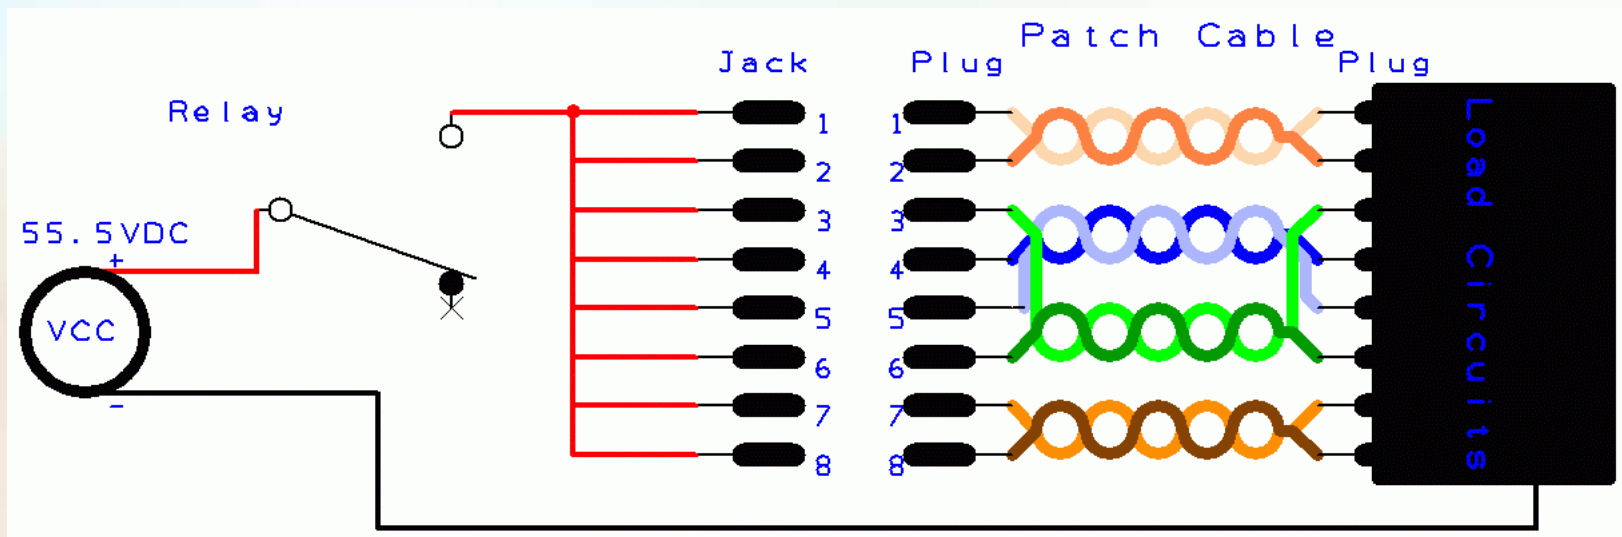 Patch Cable
Jack
Plug
Plug
Relay
55.5VDC
+
VCC
-
1
2
3
4
5
6
7
8
1
2
3
4
5
6
7
8
Load Circuits